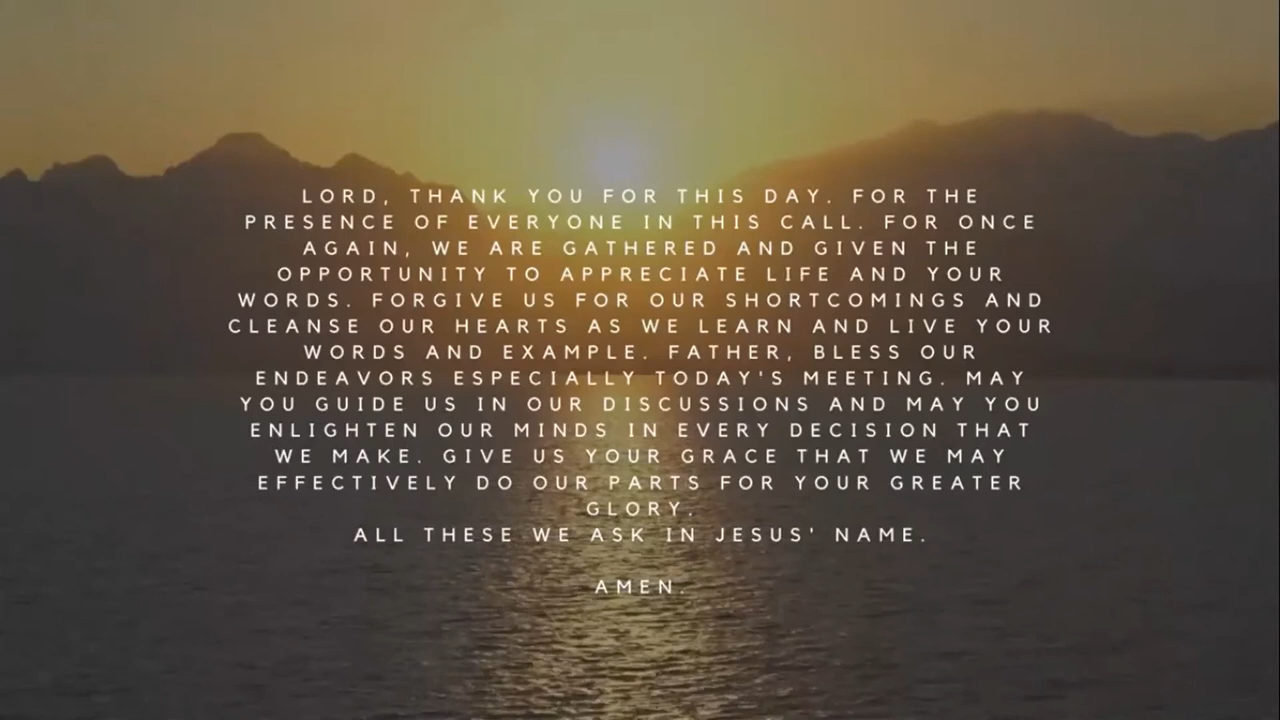 LORD, THANK YOU FOR THIS DAY. FOR THE
PRESENCE OF EVERYONE IN THIS CALL. FOR ONCE
AGAIN, WE ARE GATHERED AND GIVEN THE
OPPORTUNITY TO APPRECIATE LIFE AND YOUR
WORDS. FORGIVE US FOR OUR SHORTCOMINGS AND
CLEANSE OUR HEARTS AS WE LEARN AND LIVE YOUR
WORDS AND EXAMPLE. FATHER, BLESS OUR
ENDEAVORS ESPECIALLY TODAY'S MEETING. MAY
YOU GUIDE US IN OUR DISCUSSIONS AND MAY YOU
ENLIGHTEN OUR MINDS IN EVERY DECISION THAT
WE MAKE. GIVE US YOUR GRACE THAT WE MAY
EFFECTIVELY DO OUR PARTS FOR YOUR GREATER
GLORY.
ALL THESE WE ASK IN JESUS' NAME.
AMEN.